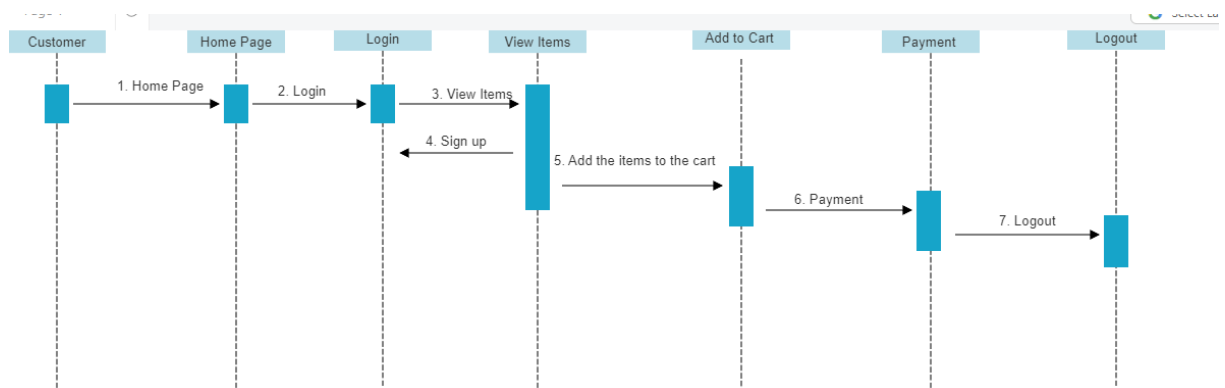 Customer
Home Page
Login
View Items
Add to Cart
Payment
Logout
1. Home Page
2. Login
3. View Items
4. Sign up
5. Add the items to the cart
6. Payment
7. Logout